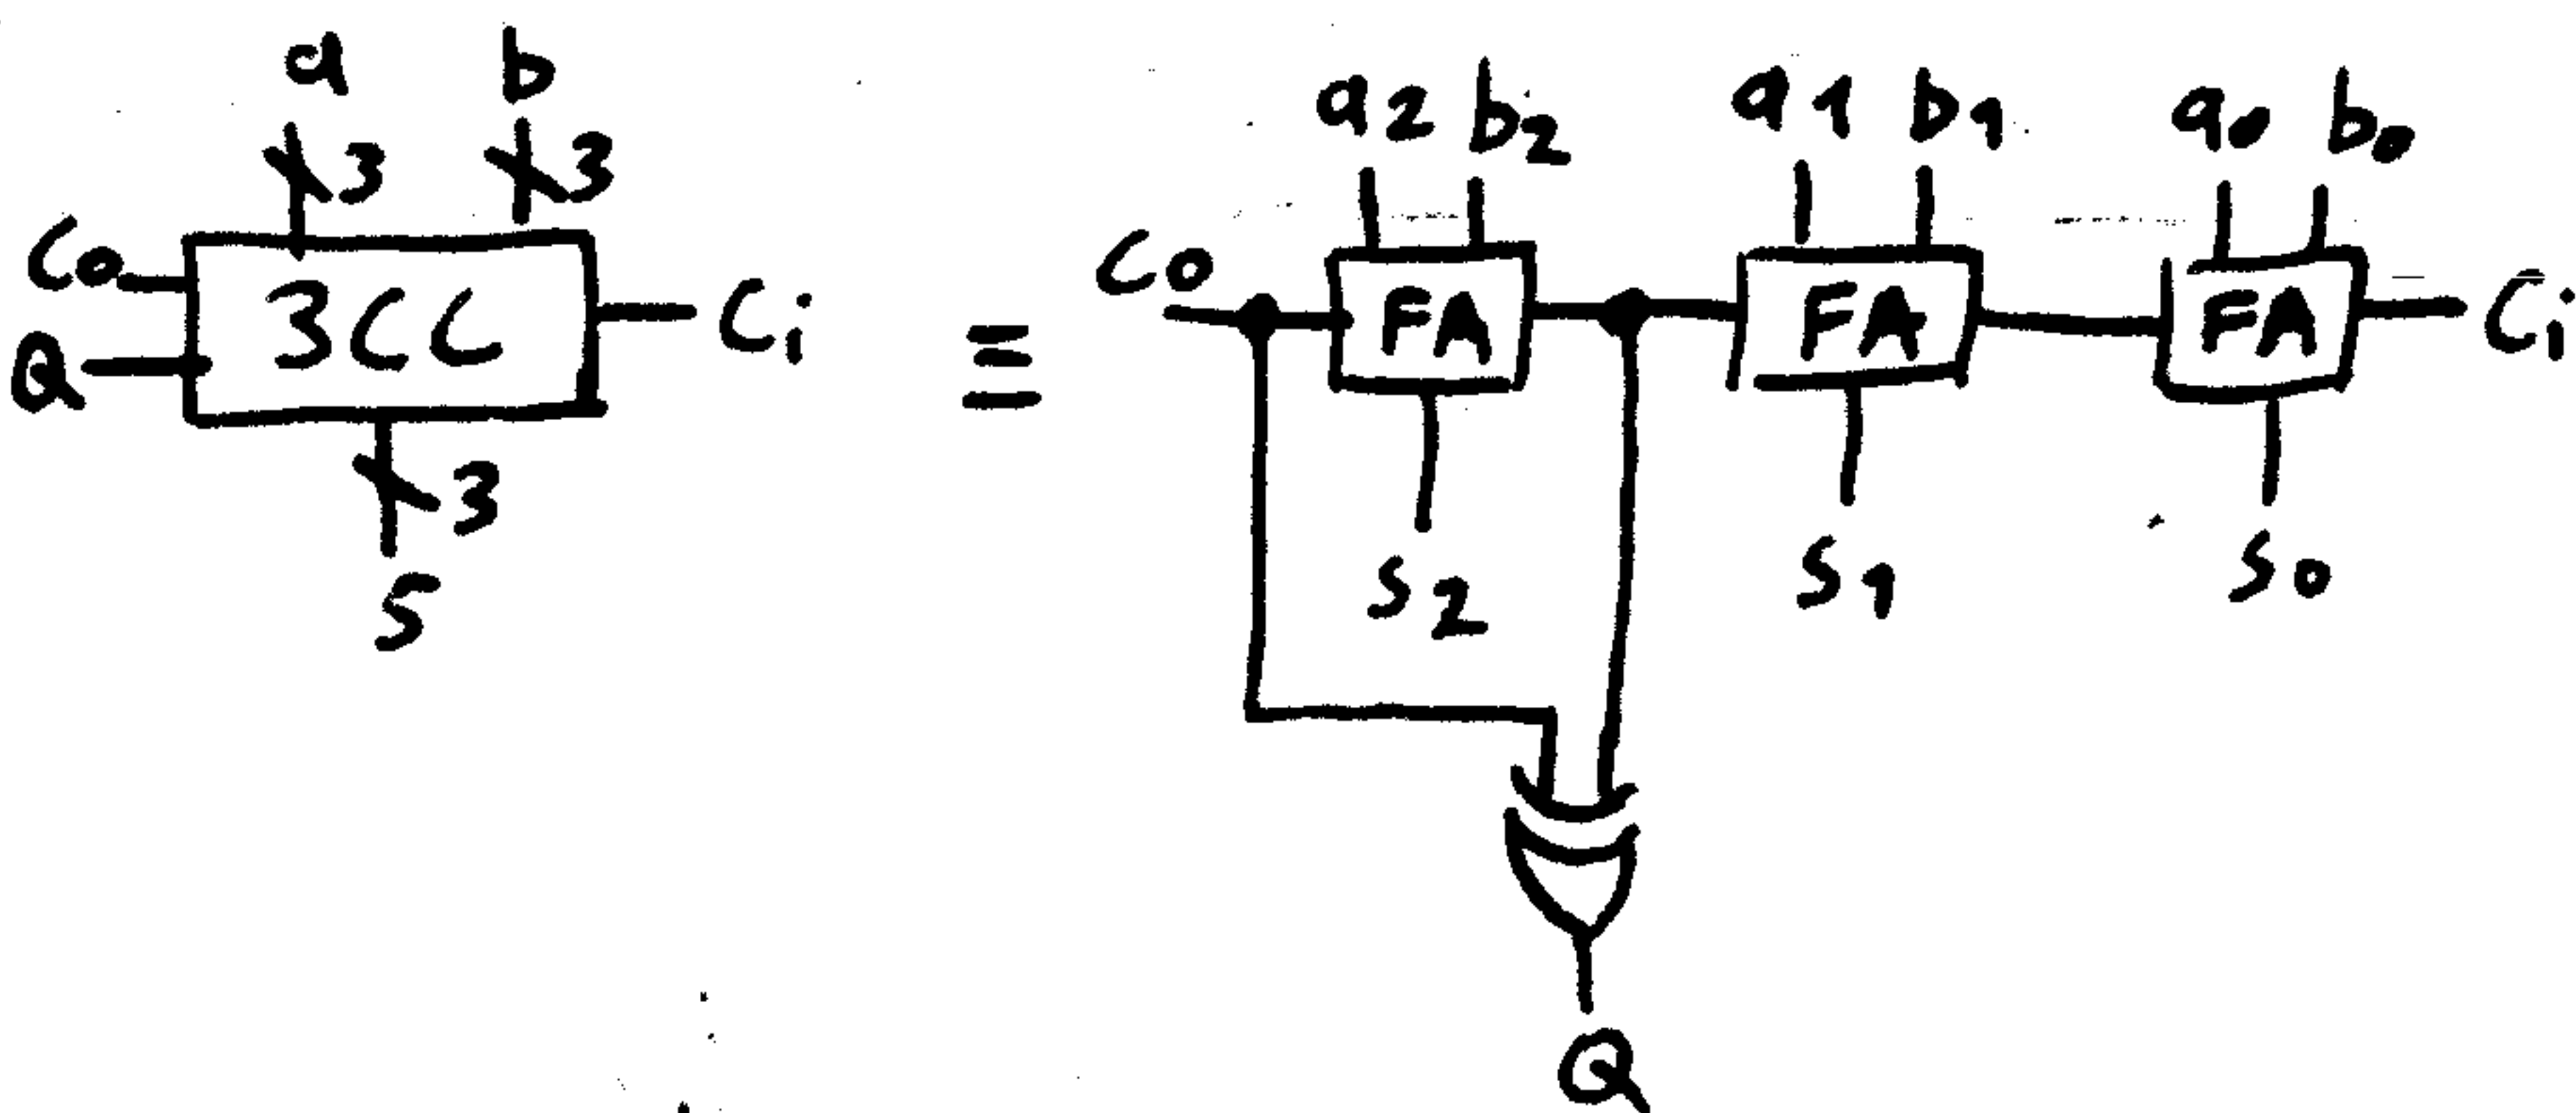 a b
3 3
Co 3CC Ci
Q
3
S
≡
a2 b2 a1 b1 a0 b0
Co FA FA FA Ci
s2 s1 s0
Q